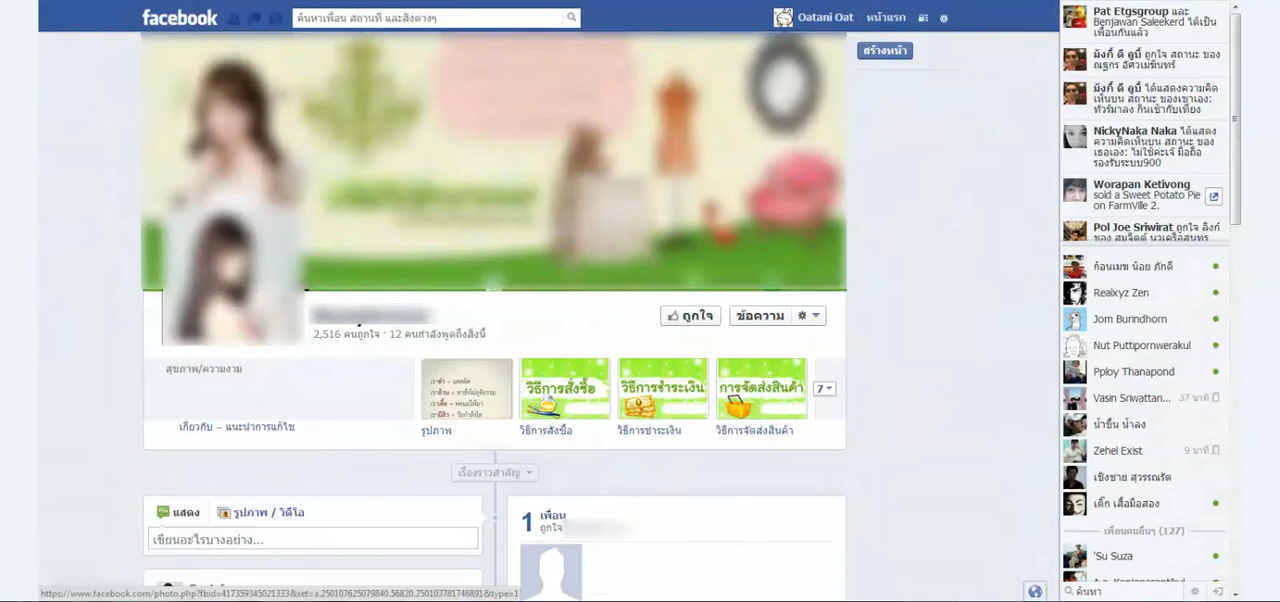 facebook
ค้นหาเพื่อน สถานที่ และสิ่งต่างๆ
Oatani Oat
หน้าแรก
สร้างหน้า
2,516 คนถูกใจ · 12 คนกำลังพูดถึงสิ่งนี้
ถูกใจ
ข้อความ
สุขภาพ/ความงาม
เกี่ยวกับ – แนะนำการแก้ไข
วิธีการสั่งซื้อ
วิธีการชำระเงิน
การจัดส่งสินค้า
7
รูปภาพ
วิธีการสั่งซื้อ
วิธีการชำระเงิน
วิธีการจัดส่งสินค้า
เรื่องราวสำคัญ
แสดง
รูปภาพ / วิดีโอ
เขียนอะไรบางอย่าง...
1 เพื่อน
ถูกใจ
https://www.facebook.com/photo.php?fbid=417359345021333&set=a.250107625079840.56820.250103781746891&type=1
Pat Etgsgroup และ
Benjawan Saleekerd ได้เป็น
เพื่อนกันแล้ว
มังกี้ ดี ดูบี้ ถูกใจ สถานะ ของ
ณฐกร อัศวเมฆินทร์
มังกี้ ดี ดูบี้ ได้แสดงความคิด
เห็นบน สถานะ ของเขาเอง:
ทัวร์มาลง กินเข้ากับเที่ยง
NickyNaka Naka ได้แสดง
ความคิดเห็นบน สถานะ ของ
เธอเอง: ไม่ใช้ค่ะเจ้ มือถือ
รองรับระบบ900
Worapan Ketivong
sold a Sweet Potato Pie
on FarmVille 2.
Pol Joe Sriwirat ถูกใจ ลิงก์
ก้อนเมฆ น้อย ภักดี
Realxyz Zen
Jom Burindhorn
Nut Puttipornwerakul
Pploy Thanapond
Vasin Sriwattan... 37 นาที
น้ำขึ้น น้ำลง
Zehel Exist 9 นาที
เชิงชาย สุวรรณรัต
เติ้ก เสื้อมือสอง
เพื่อนคนอื่นๆ (127)
'Su Suza
ค้นหา